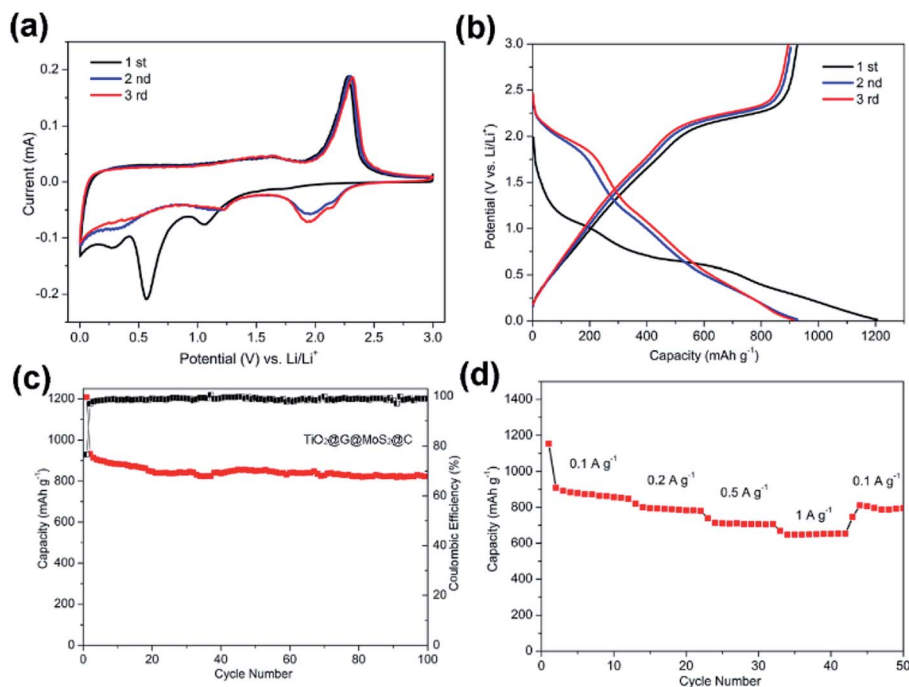 (a)
1 st
2 nd
3 rd
0.2
0.1
0.0
-0.1
-0.2
Current (mA)
0.0 0.5 1.0 1.5 2.0 2.5 3.0
Potential (V) vs. Li/Li⁺
(b)
1 st
2 nd
3 rd
3.0
2.5
2.0
1.5
1.0
0.5
0.0
Potential (V vs. Li/Li⁺)
0 200 400 600 800 1000 1200
Capacity (mAh g⁻¹)
(c)
1200
1000
800
600
400
200
0
Capacity (mAh g⁻¹)
TiO₂@G@MoS₂@C
100
80
60
40
20
0
Coulombic Efficiency (%)
0 20 40 60 80 100
Cycle Number
(d)
1400
1200
1000
800
600
400
200
0
Capacity (mAh g⁻¹)
0.1 A g⁻¹
0.2 A g⁻¹
0.5 A g⁻¹
1 A g⁻¹
0.1 A g⁻¹
0 10 20 30 40 50
Cycle Number